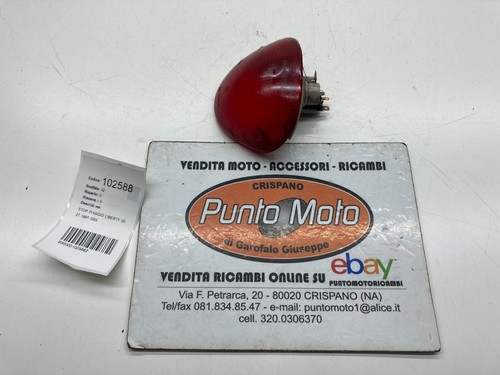 Codice: 102588
VENDITA MOTO - ACCESSORI - RICAMBI
CRISPANO
Punto Moto
di Garofalo Giuseppe
VENDITA RICAMBI ONLINE SU ebay
PUNTOMOTORICAMBI
Via F. Petrarca, 20 - 80020 CRISPANO (NA)
Tel/fax 081.834.85.47 - e-mail: puntomoto1@alice.it
cell. 320.0306370